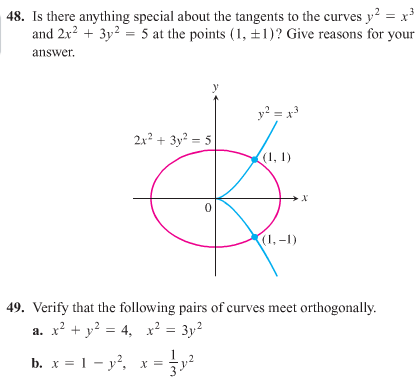 48. Is there anything special about the tangents to the curves y² = x³
and 2x² + 3y² = 5 at the points (1, ±1)? Give reasons for your
answer.
y
y² = x³
2x² + 3y² = 5
(1, 1)
x
0
(1, –1)
49. Verify that the following pairs of curves meet orthogonally.
a. x² + y² = 4, x² = 3y²
b. x = 1 − y², x = 1/3 y²